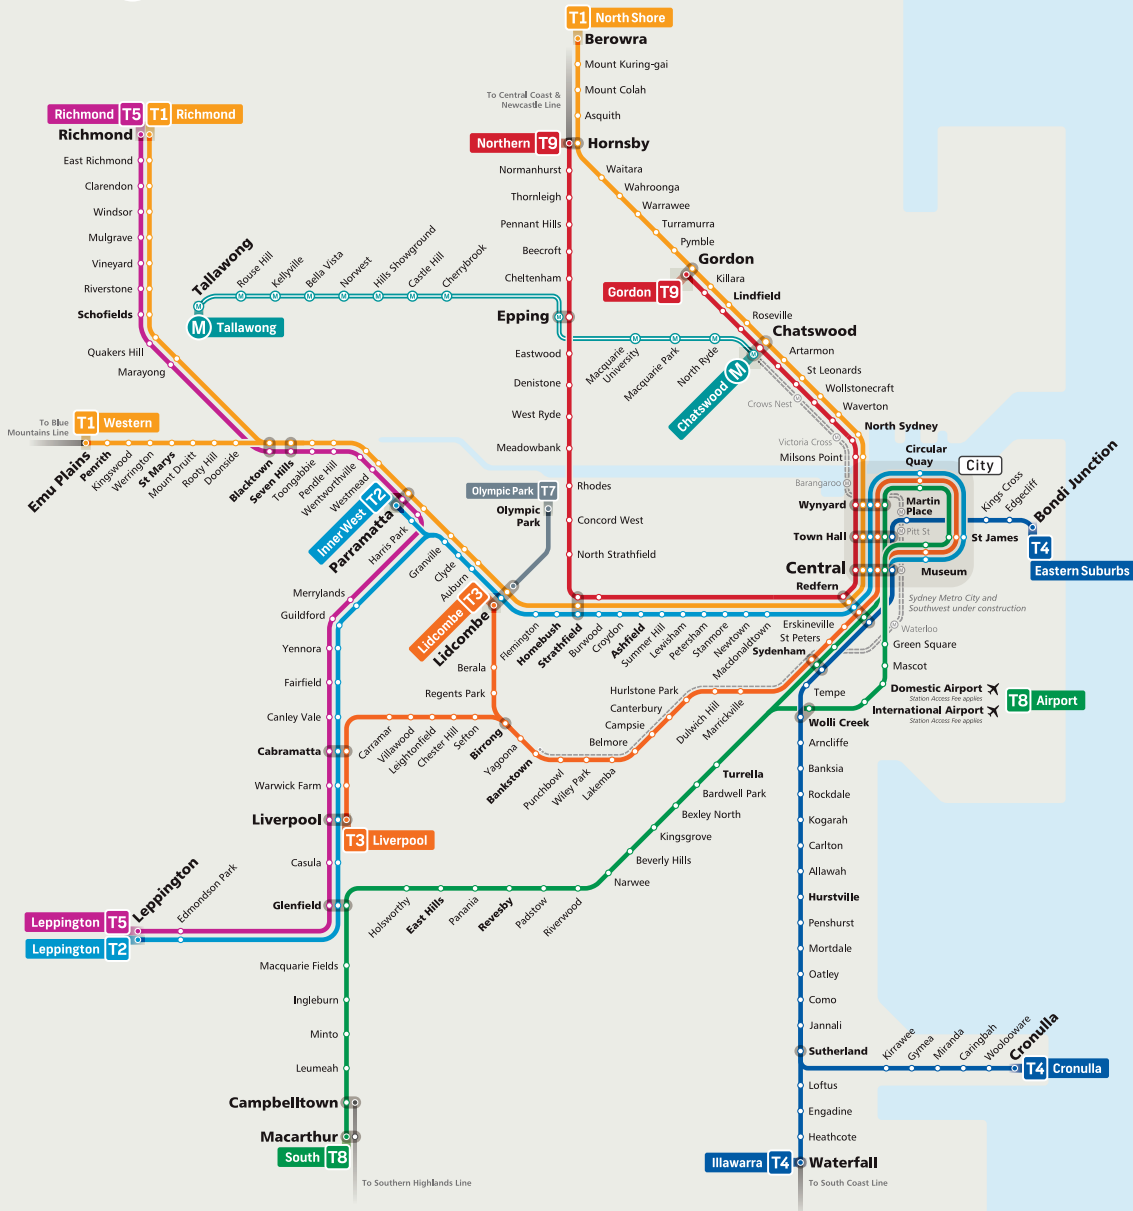 T1 North Shore
Berowra
Mount Kuring-gai
Mount Colah
To Central Coast &
Newcastle Line
Asquith
Northern T9
Hornsby
Richmond T5
T1 Richmond
Richmond
East Richmond
Clarendon
Windsor
Mulgrave
Vineyard
Riverstone
Schofields
Quakers Hill
Marayong
Normanhurst
Thornleigh
Pennant Hills
Beecroft
Cheltenham
Epping
Eastwood
Denistone
West Ryde
Meadowbank
Rhodes
Concord West
North Strathfield
Waitara
Wahroonga
Warrawee
Turramurra
Pymble
Gordon
Gordon T9
Killara
Lindfield
Roseville
Chatswood
Artarmon
St Leonards
Wollstonecraft
Waverton
North Sydney
Milsons Point
Tallawong
M Tallawong
Rouse Hill
Kellyville
Bella Vista
Norwest
Hills Showground
Castle Hill
Cherrybrook
Macquarie
University
Macquarie Park
North Ryde
Chatswood M
Crows Nest
Victoria Cross
Barangaroo
To Blue
Mountains Line
T1 Western
Emu Plains
Penrith
Kingswood
Werrington
St Marys
Mount Druitt
Rooty Hill
Doonside
Blacktown
Seven Hills
Toongabbie
Pendle Hill
Wentworthville
Westmead
Inner West T2
Parramatta
Harris Park
Granville
Clyde
Auburn
Lidcombe T3
Lidcombe
Olympic Park T7
Olympic
Park
Flemington
Homebush
Strathfield
Burwood
Croydon
Ashfield
Summer Hill
Lewisham
Petersham
Stanmore
Newtown
Macdonaldtown
Redfern
Central
Town Hall
Wynyard
Circular
Quay
City
Martin
Place
Pitt St
St James
Museum
Kings Cross
Edgecliff
Bondi Junction
T4
Eastern Suburbs
Sydney Metro City and
Southwest under construction
Waterloo
Erskineville
St Peters
Sydenham
Green Square
Mascot
Domestic Airport
Station Access Fee applies
International Airport
Station Access Fee applies
T8 Airport
Tempe
Wolli Creek
Merrylands
Guildford
Yennora
Fairfield
Canley Vale
Cabramatta
Warwick Farm
Liverpool
T3 Liverpool
Casula
Glenfield
Berala
Regents Park
Carramar
Villawood
Leightonfield
Chester Hill
Sefton
Birrong
Yagoona
Bankstown
Punchbowl
Wiley Park
Lakemba
Belmore
Campsie
Canterbury
Hurlstone Park
Dulwich Hill
Marrickville
Turrella
Bardwell Park
Bexley North
Kingsgrove
Beverly Hills
Narwee
Riverwood
Padstow
Revesby
Panania
East Hills
Holsworthy
Leppington
Edmondson Park
Leppington T5
Leppington T2
Macquarie Fields
Ingleburn
Minto
Leumeah
Campbelltown
Macarthur
South T8
To Southern Highlands Line
Arncliffe
Banksia
Rockdale
Kogarah
Carlton
Allawah
Hurstville
Penshurst
Mortdale
Oatley
Como
Jannali
Sutherland
Kirrawee
Gymea
Miranda
Caringbah
Woolooware
Cronulla
T4 Cronulla
Loftus
Engadine
Heathcote
Illawarra T4
Waterfall
To South Coast Line